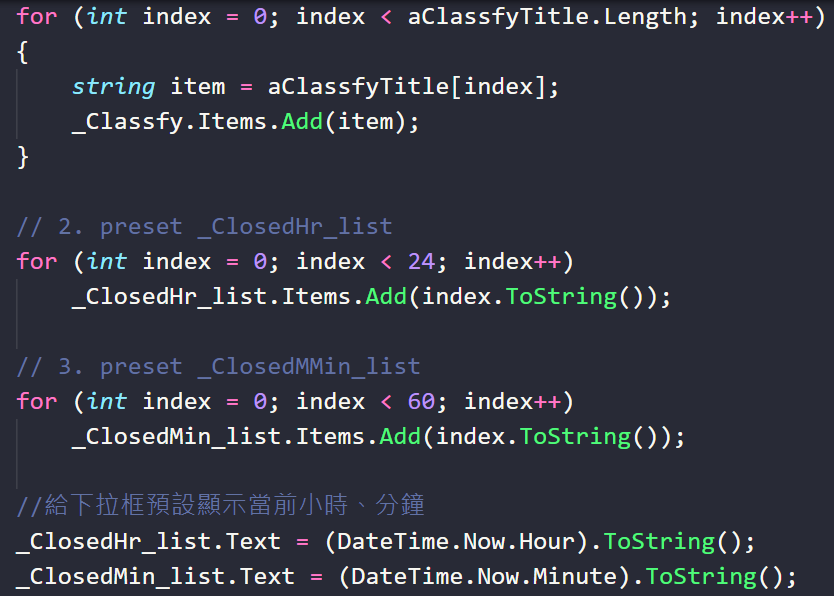 for (int index = 0; index < aClassfyTitle.Length; index++)
{
    string item = aClassfyTitle[index];
    _Classfy.Items.Add(item);
}
// 2. preset _ClosedHr_list
for (int index = 0; index < 24; index++)
    _ClosedHr_list.Items.Add(index.ToString());
// 3. preset _ClosedMMin_list
for (int index = 0; index < 60; index++)
    _ClosedMin_list.Items.Add(index.ToString());
//給下拉框預設顯示當前小時、分鐘
_ClosedHr_list.Text = (DateTime.Now.Hour).ToString();
_ClosedMin_list.Text = (DateTime.Now.Minute).ToString();